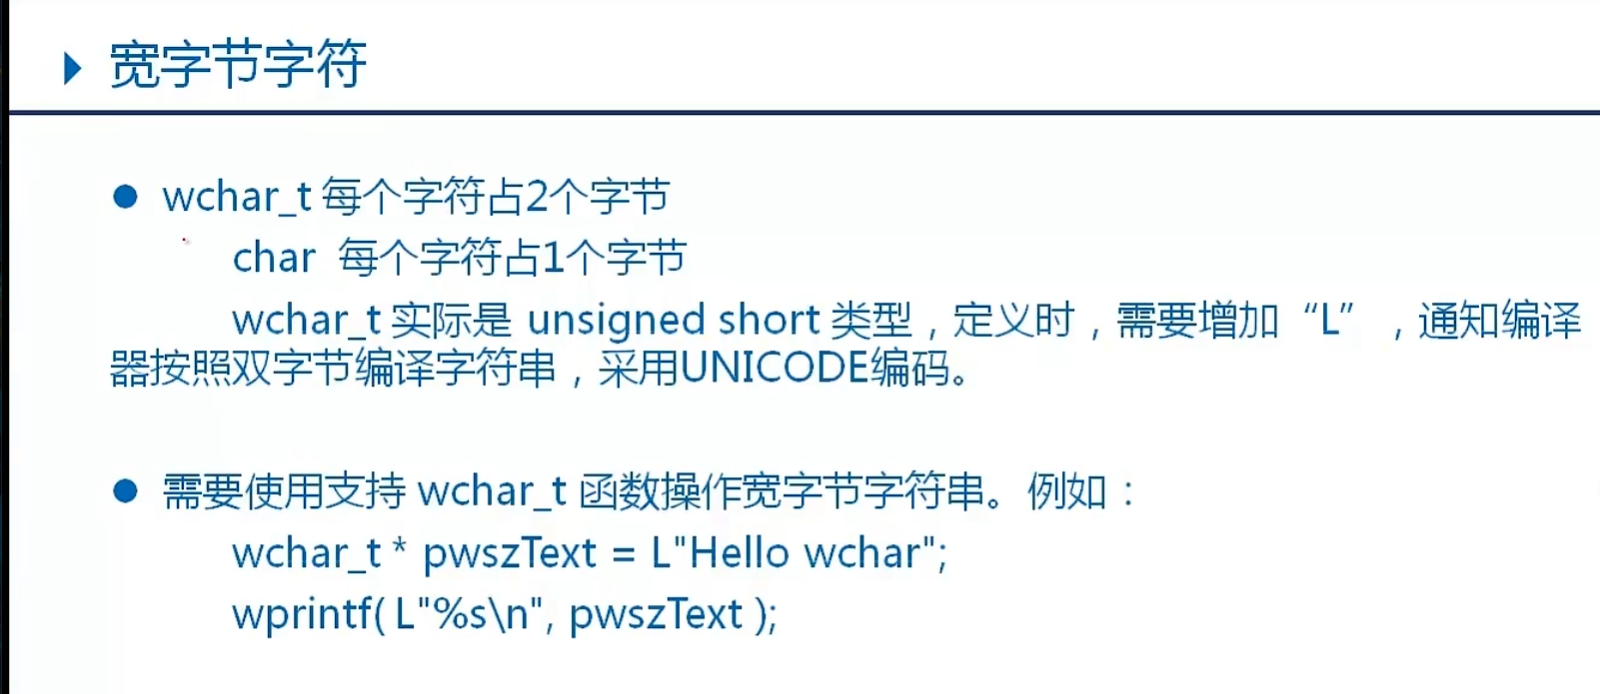 宽字节字符
wchar_t 每个字符占2个字节
char 每个字符占1个字节
wchar_t 实际是 unsigned short 类型，定义时，需要增加“L”，通知编译
器按照双字节编译字符串，采用UNICODE编码。
需要使用支持 wchar_t 函数操作宽字节字符串。例如：
wchar_t * pwszText = L"Hello wchar";
wprintf( L"%s\n", pwszText );